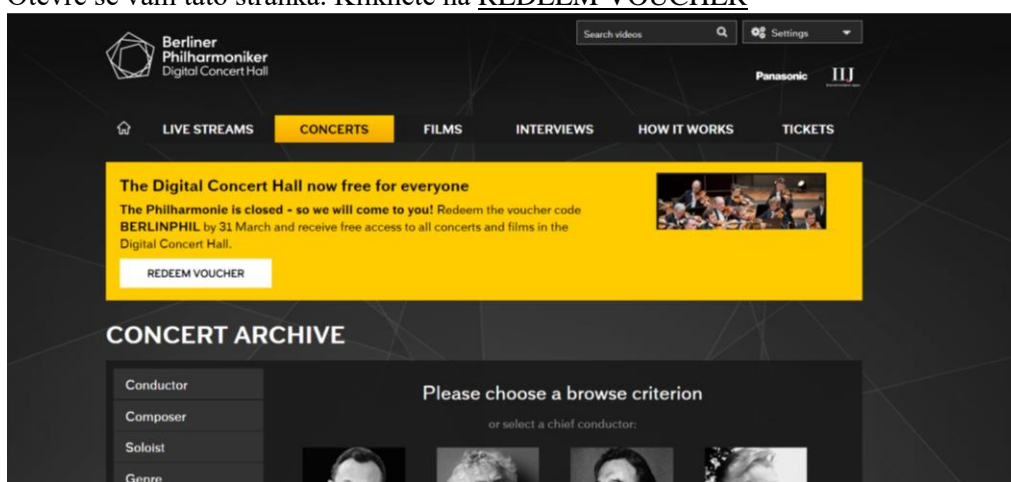 Otevře se vám tato stránka. Klikněte na REDEEM VOUCHER
Berliner
Philharmoniker
Digital Concert Hall
Search videos
Settings
Panasonic IIJ
LIVE STREAMS CONCERTS FILMS INTERVIEWS HOW IT WORKS TICKETS
The Digital Concert Hall now free for everyone
The Philharmonie is closed - so we will come to you! Redeem the voucher code
BERLINPHIL by 31 March and receive free access to all concerts and films in the
Digital Concert Hall.
REDEEM VOUCHER
CONCERT ARCHIVE
Conductor
Composer
Soloist
Genre
Please choose a browse criterion
or select a chief conductor: